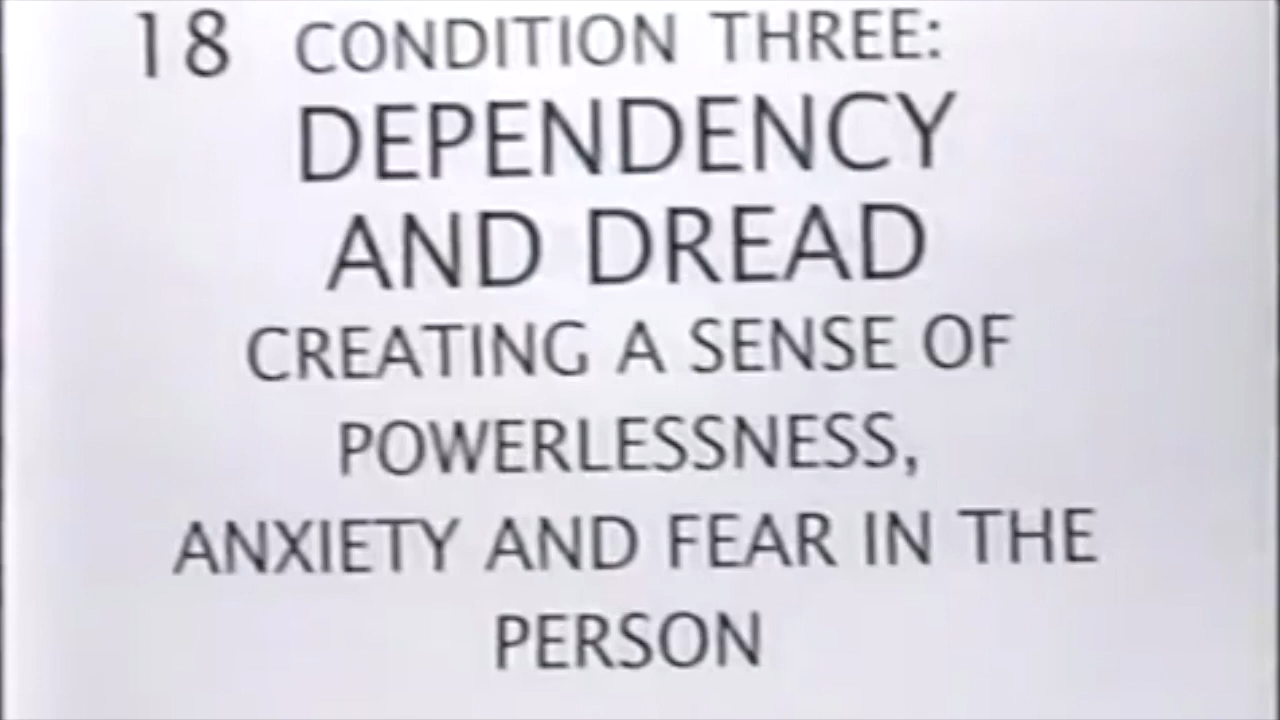 18 CONDITION THREE:
DEPENDENCY
AND DREAD
CREATING A SENSE OF
POWERLESSNESS,
ANXIETY AND FEAR IN THE
PERSON